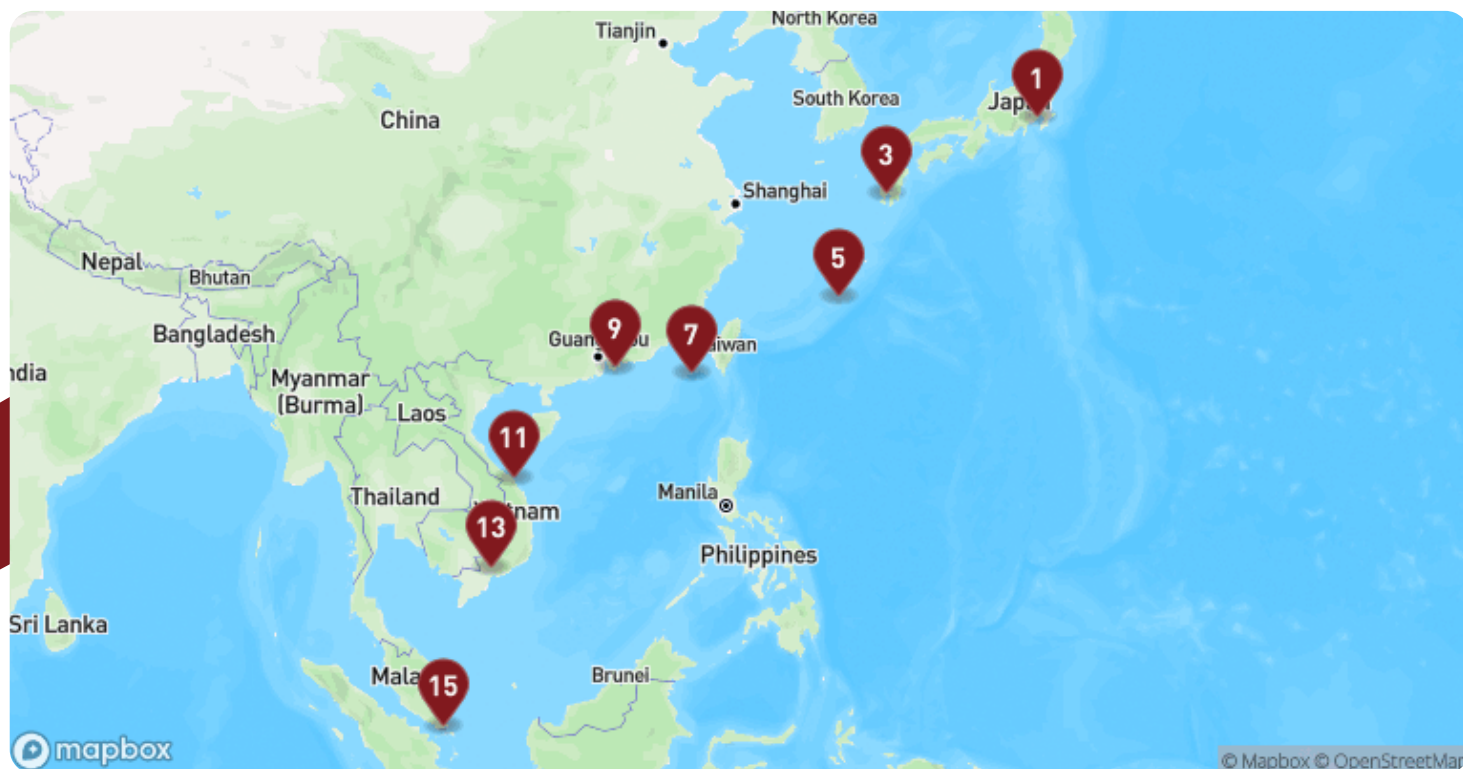 North Korea
Tianjin
1
South Korea
Japan
China
3
Shanghai
5
Nepal
Bhutan
9
7
Bangladesh
ndia
Myanmar
(Burma)
Laos
11
Thailand
Manila
13
Philippines
Sri Lanka
15
Brunei
mapbox
© Mapbox © OpenStreetMap